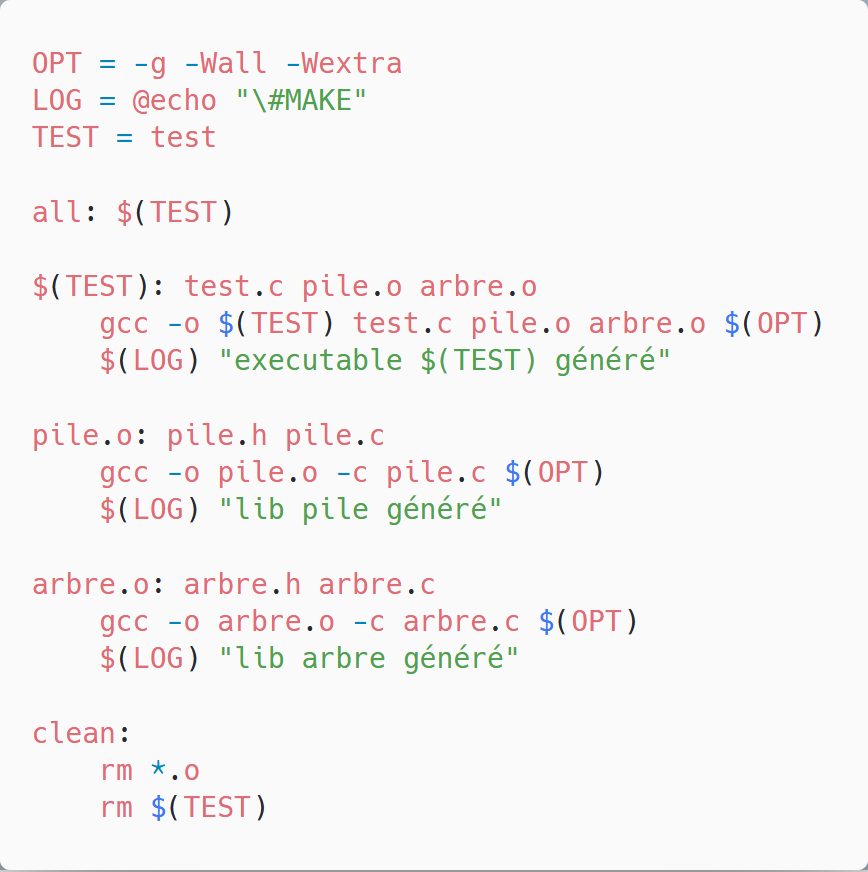 OPT = -g -Wall -Wextra
LOG = @echo "\#MAKE"
TEST = test
all: $(TEST)
$(TEST): test.c pile.o arbre.o
gcc -o $(TEST) test.c pile.o arbre.o $(OPT)
$(LOG) "executable $(TEST) généré"
pile.o: pile.h pile.c
gcc -o pile.o -c pile.c $(OPT)
$(LOG) "lib pile généré"
arbre.o: arbre.h arbre.c
gcc -o arbre.o -c arbre.c $(OPT)
$(LOG) "lib arbre généré"
clean:
rm *.o
rm $(TEST)